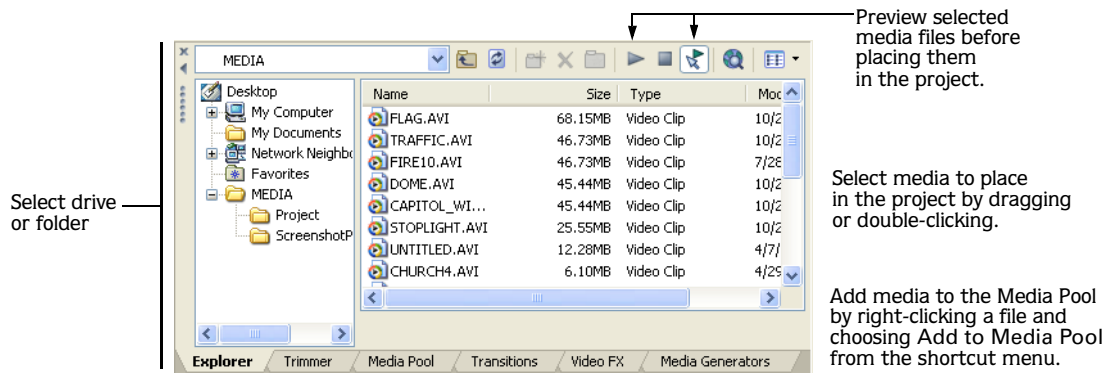 Preview selected
media files before
placing them
in the project.
MEDIA
Desktop
My Computer
My Documents
Network Neighbo
Favorites
MEDIA
Project
ScreenshotP
Name Size Type Moc
FLAG.AVI 68.15MB Video Clip 10/2
TRAFFIC.AVI 46.73MB Video Clip 10/2
FIRE10.AVI 46.73MB Video Clip 7/28
DOME.AVI 45.44MB Video Clip 10/2
CAPITOL_WI... 45.44MB Video Clip 10/2
STOPLIGHT.AVI 25.55MB Video Clip 10/2
UNTITLED.AVI 12.28MB Video Clip 4/7/
CHURCH4.AVI 6.10MB Video Clip 4/29
Select drive
or folder
Select media to place
in the project by dragging
or double-clicking.
Add media to the Media Pool
by right-clicking a file and
choosing Add to Media Pool
from the shortcut menu.
Explorer Trimmer Media Pool Transitions Video FX Media Generators